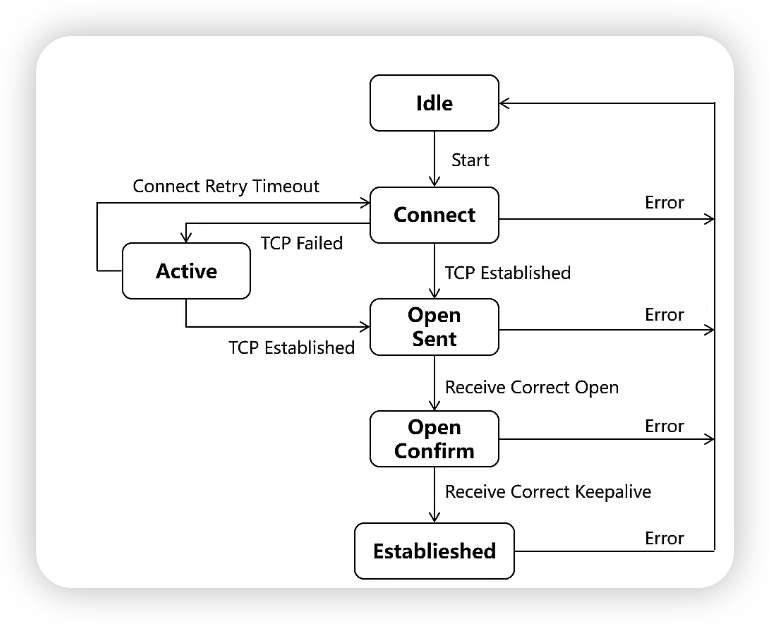 Idle
Start
Connect Retry Timeout
Error
Connect
TCP Failed
Active
TCP Established
Open
Sent
Error
TCP Established
Receive Correct Open
Open
Confirm
Error
Receive Correct Keepalive
Establieshed
Error